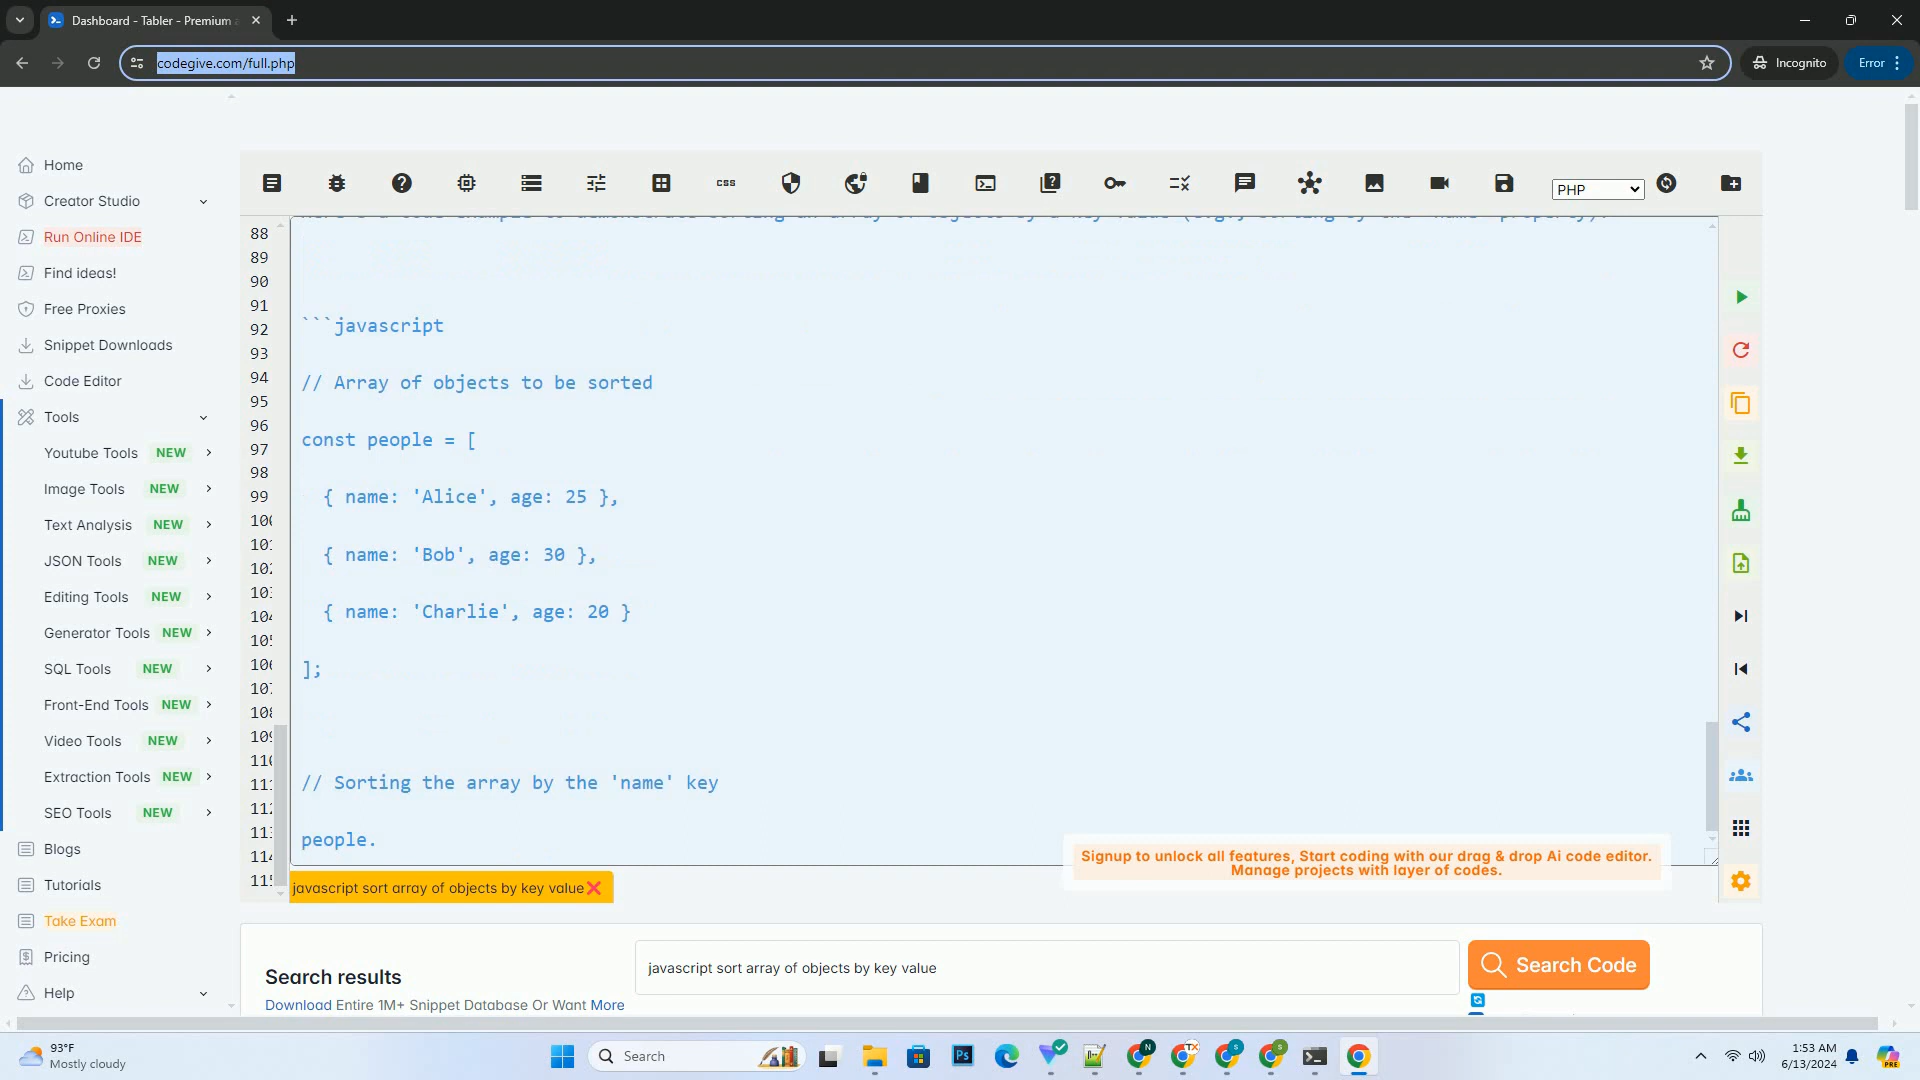 Dashboard - Tabler - Premium
codegive.com/full.php
Incognito
Error
Home
Creator Studio
Run Online IDE
Find ideas!
Free Proxies
Snippet Downloads
Code Editor
Tools
Youtube Tools NEW
Image Tools NEW
Text Analysis NEW
JSON Tools NEW
Editing Tools NEW
Generator Tools NEW
SQL Tools NEW
Front-End Tools NEW
Video Tools NEW
Extraction Tools NEW
SEO Tools NEW
Blogs
Tutorials
Take Exam
Pricing
Help
css
PHP
88
89
90
91
92
93
94
95
96
97
98
99
```javascript
// Array of objects to be sorted
const people = [
{ name: 'Alice', age: 25 },
{ name: 'Bob', age: 30 },
{ name: 'Charlie', age: 20 }
];
// Sorting the array by the 'name' key
people.
Signup to unlock all features, Start coding with our drag & drop Ai code editor.
Manage projects with layer of codes.
javascript sort array of objects by key value
Search results
Download Entire 1M+ Snippet Database Or Want More
javascript sort array of objects by key value
Search Code
93°F
Mostly cloudy
Search
Ps
1:53 AM
6/13/2024